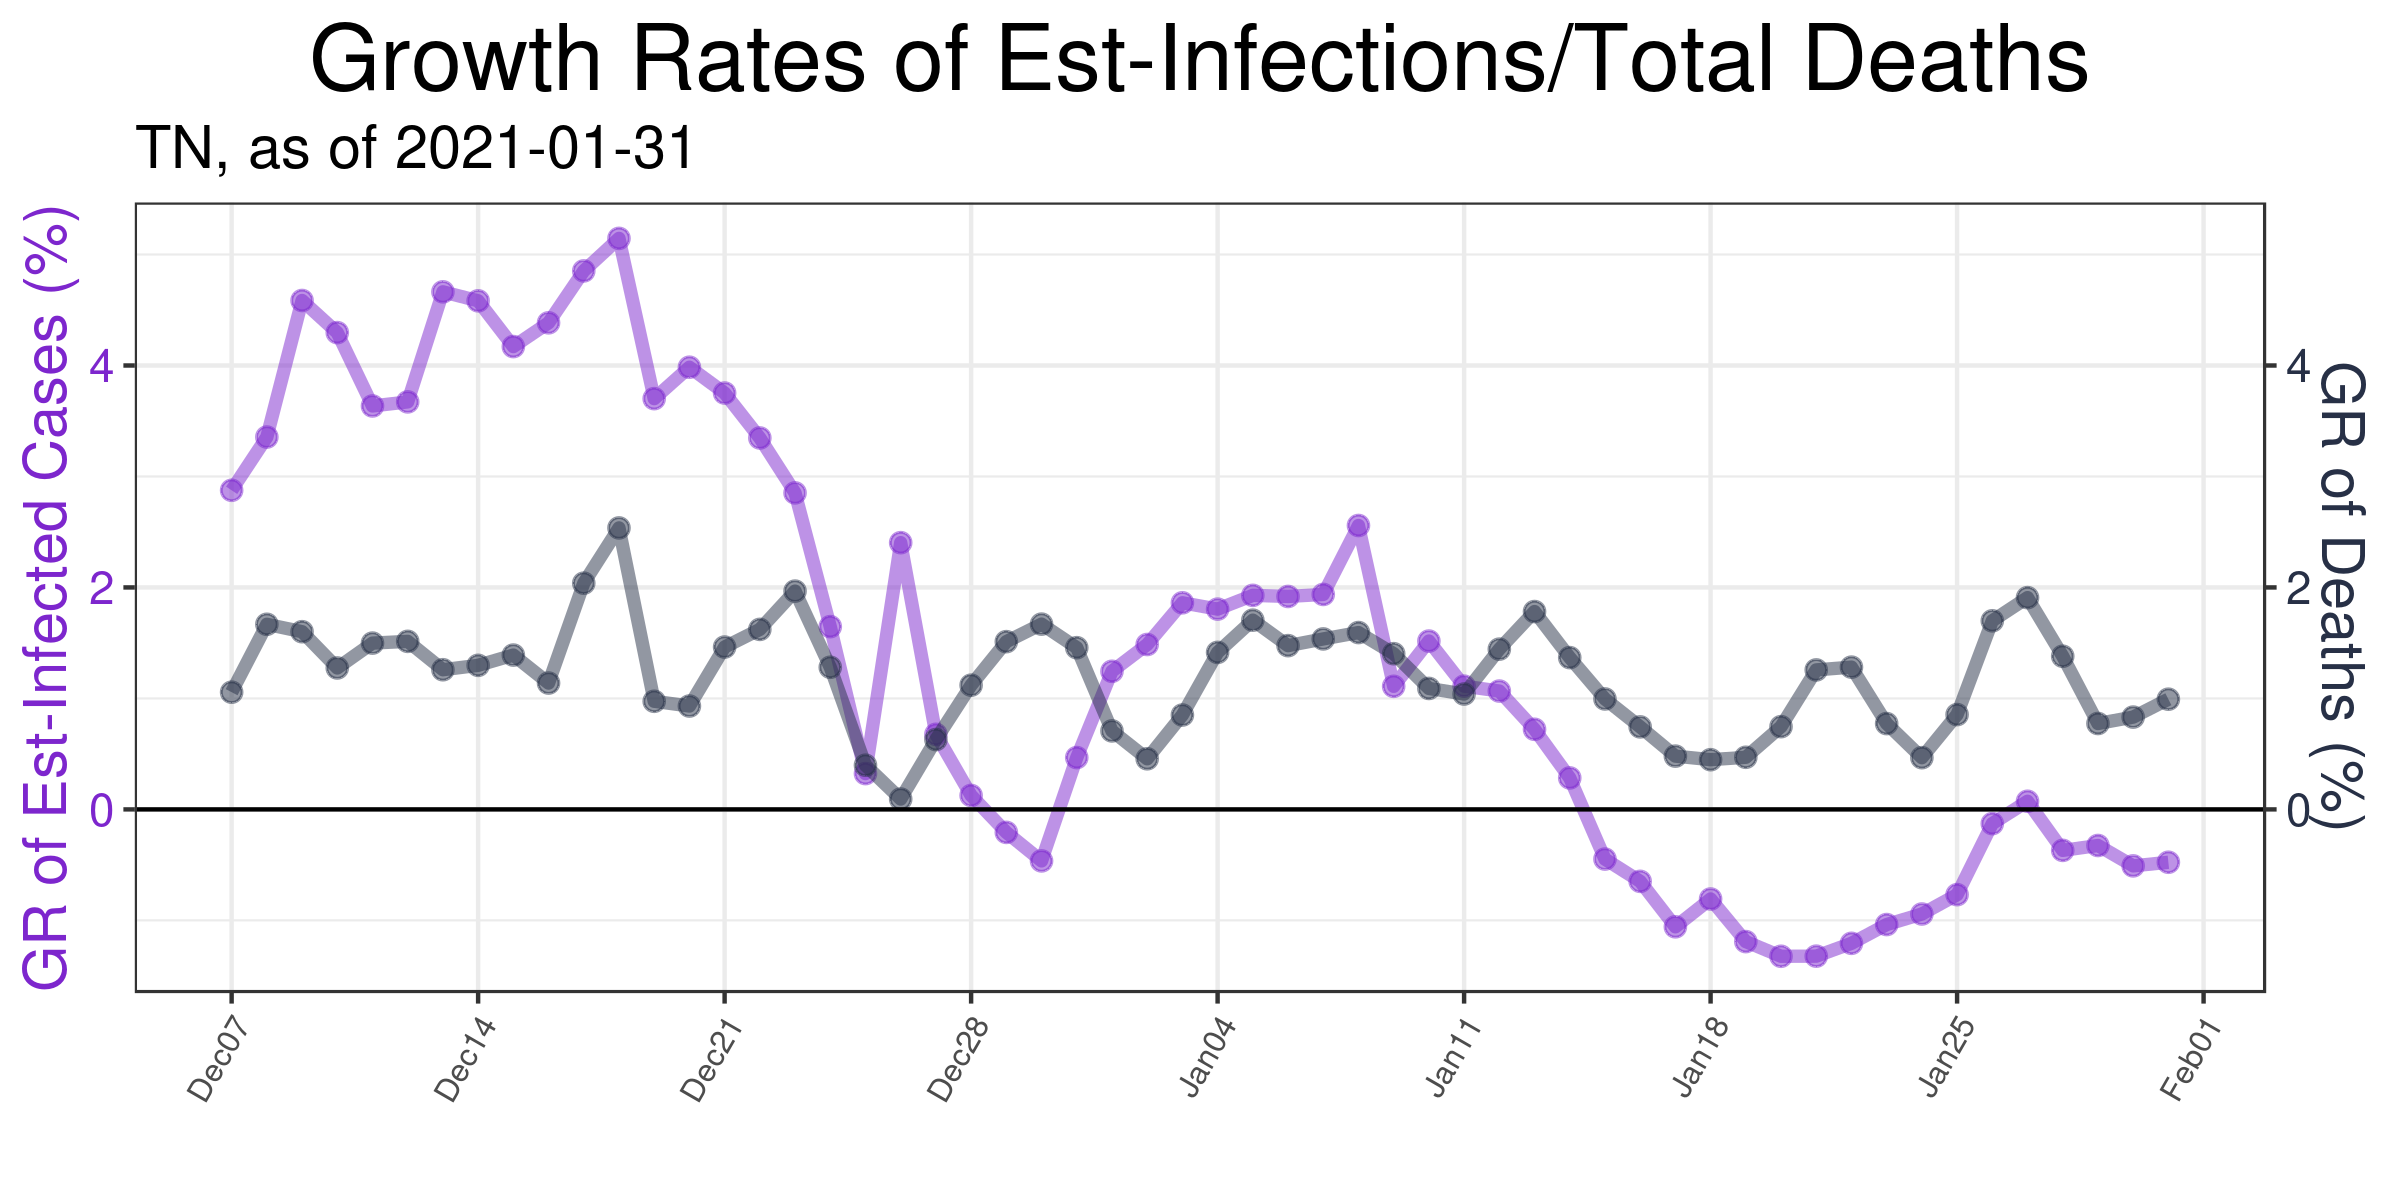 Growth Rates of Est-Infections/Total Deaths
TN, as of 2021-01-31
GR of Est-Infected Cases (%)
4
2
0
4
2
0
GR of Deaths (%)
Dec07
Dec14
Dec21
Dec28
Jan04
Jan11
Jan18
Jan25
Feb01